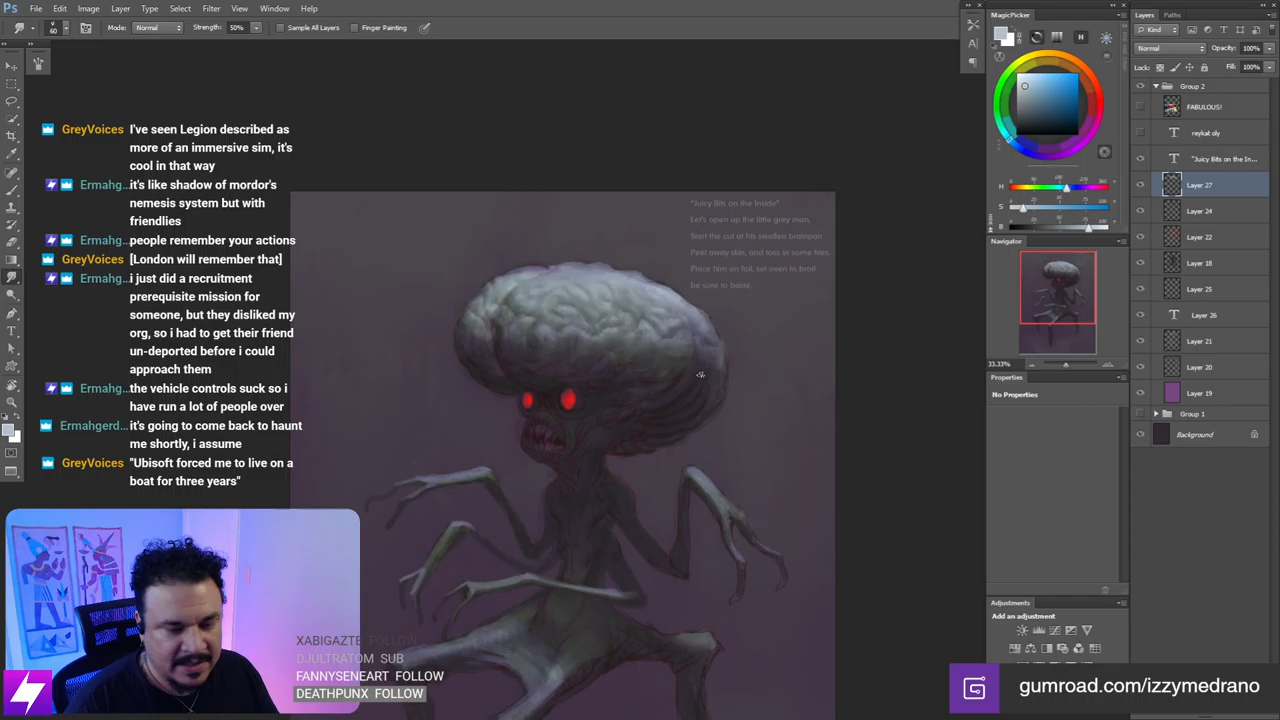 Ps File Edit Image Layer Type Select Filter 3D View Window Help
60 Mode: Normal Strength: 50% Sample All Layers Finger Painting
GreyVoices I've seen Legion described as
more of an immersive sim, it's
cool in that way
Ermahg... it's like shadow of mordor's
nemesis system but with
friendlies
Ermahg... people remember your actions
GreyVoices [London will remember that]
Ermahg... i just did a recruitment
prerequisite mission for
someone, but they disliked my
org, so i had to get their friend
un-deported before i could
approach them
Ermahg... the vehicle controls suck so i
have run a lot of people over
Ermahgerd... it's going to come back to haunt
me shortly, i assume
GreyVoices "Ubisoft forced me to live on a
boat for three years"
"Juicy Bits on the Inside"
Let's open up the little grey man,
Start the cut at his swollen brainpan
Peel away skin, and toss in some fries.
Place him on foil, set oven to broil
be sure to baste,
XABIGAZTE FOLLOW
DJULTRATOM SUB
FANNYSENEART FOLLOW
DEATHPUNX FOLLOW
MagicPicker
H
H
S
B
Navigator
33.33%
Properties
No Properties
Adjustments
Add an adjustment
Layers Paths
Kind
Normal Opacity: 100%
Lock: Fill: 100%
Group 2
FABULOUS!
T reykat oly
T "Juicy Bits on the In...
Layer 27
Layer 24
Layer 22
Layer 18
Layer 25
T Layer 26
Layer 21
Layer 20
Layer 19
Group 1
Background
gumroad.com/izzymedrano